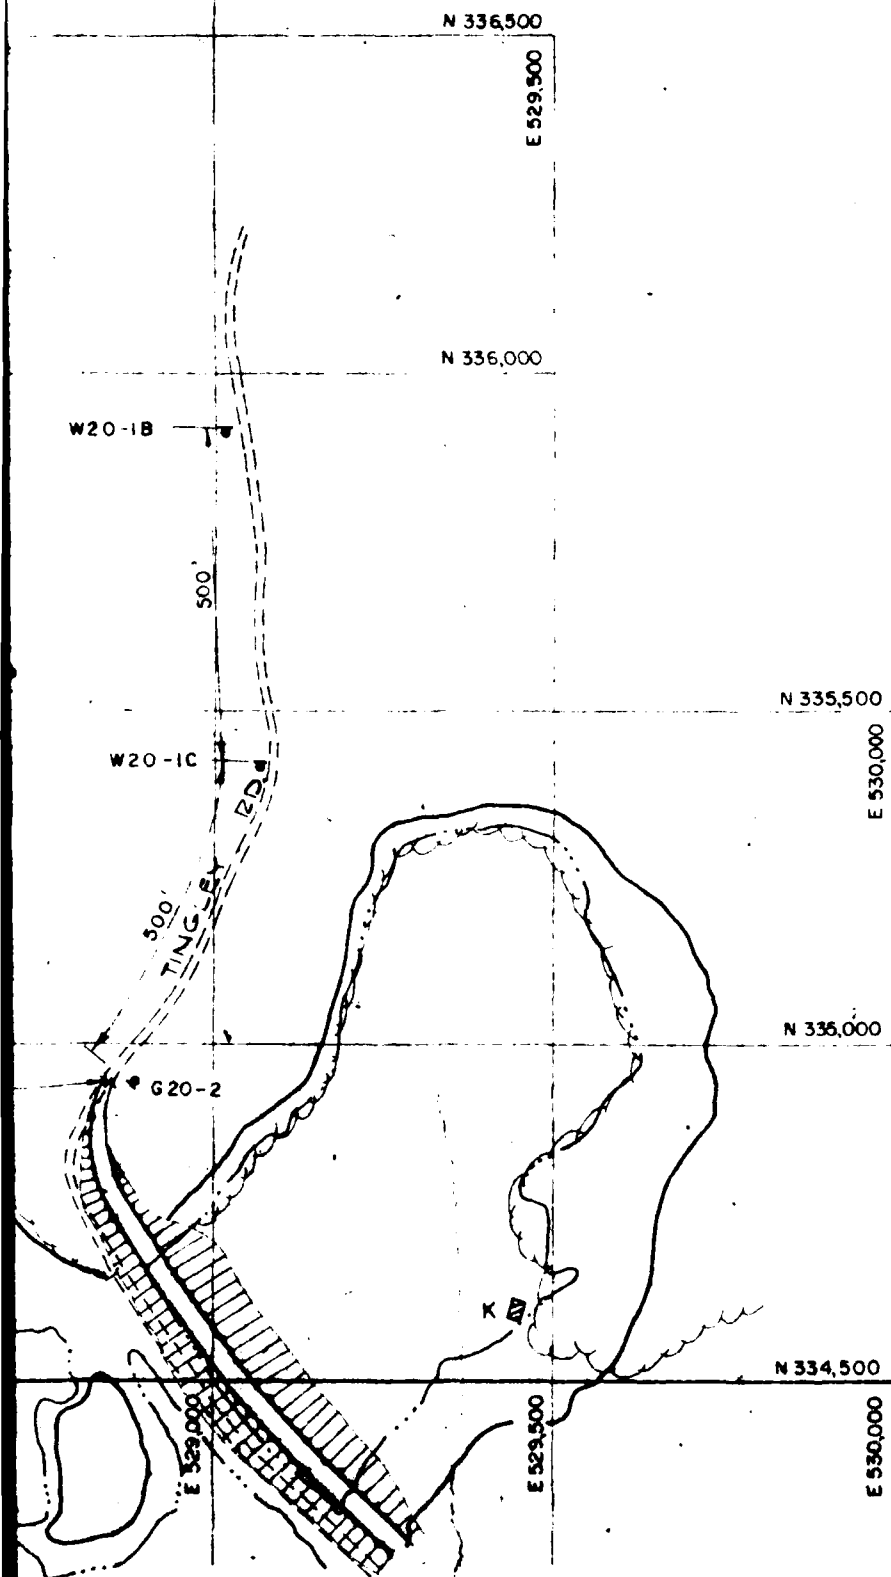 N 336,500
E 529,500
N 336,000
W20-1B
500'
N 335,500
E 530,000
W20-1C
RD.
500'
TINGLEY
N 335,000
G20-2
K
N 334,500
E 529,000
E 529,500
E 530,000